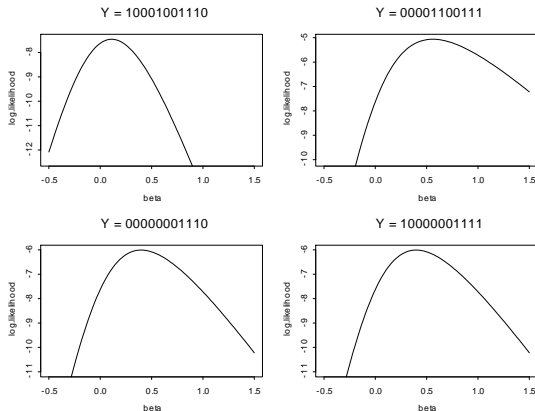 Y = 10001001110
log.likelihood
-8
-9
-10
-11
-12
-0.5 0.0 0.5 1.0 1.5
beta
Y = 00001100111
log.likelihood
-5
-6
-7
-8
-9
-10
-0.5 0.0 0.5 1.0 1.5
beta
Y = 00000001110
log.likelihood
-6
-7
-8
-9
-10
-11
-0.5 0.0 0.5 1.0 1.5
beta
Y = 10000001111
log.likelihood
-6
-7
-8
-9
-10
-11
-0.5 0.0 0.5 1.0 1.5
beta